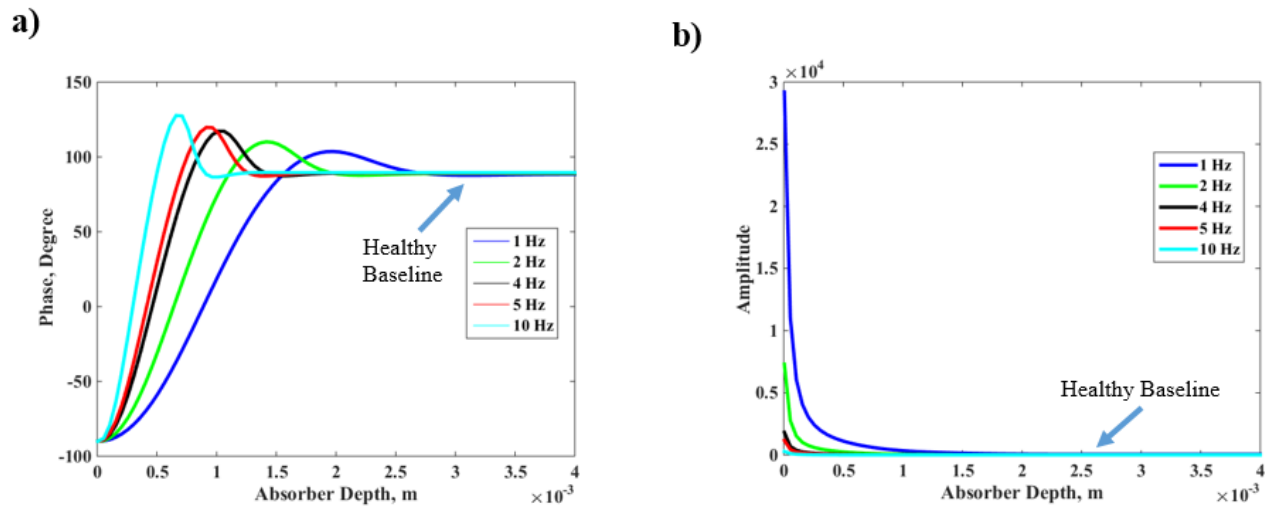 a)
150
100
50
0
-50
-100
Phase, Degree
Healthy
Baseline
1 Hz
2 Hz
4 Hz
5 Hz
10 Hz
0
0.5
1
1.5
2
2.5
3
3.5
4
Absorber Depth, m
×10⁻³
b)
×10⁴
3
2.5
2
1.5
1
0.5
0
Amplitude
1 Hz
2 Hz
4 Hz
5 Hz
10 Hz
Healthy Baseline
0
0.5
1
1.5
2
2.5
3
3.5
4
Absorber Depth, m
×10⁻³